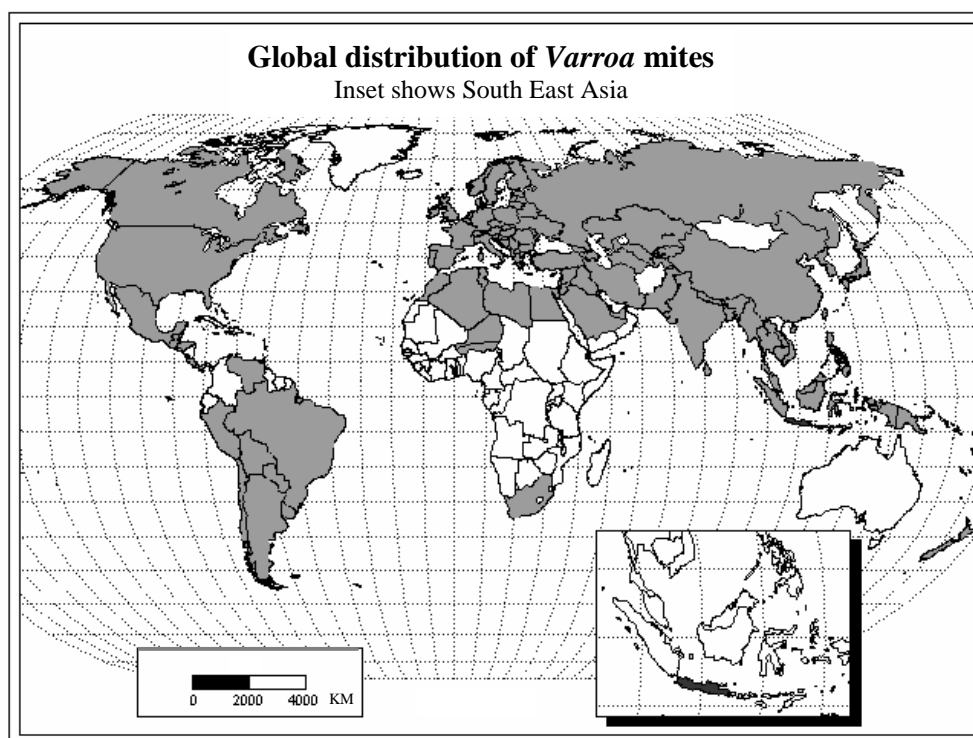 Global distribution of Varroa mites
Inset shows South East Asia
0 2000 4000 KM